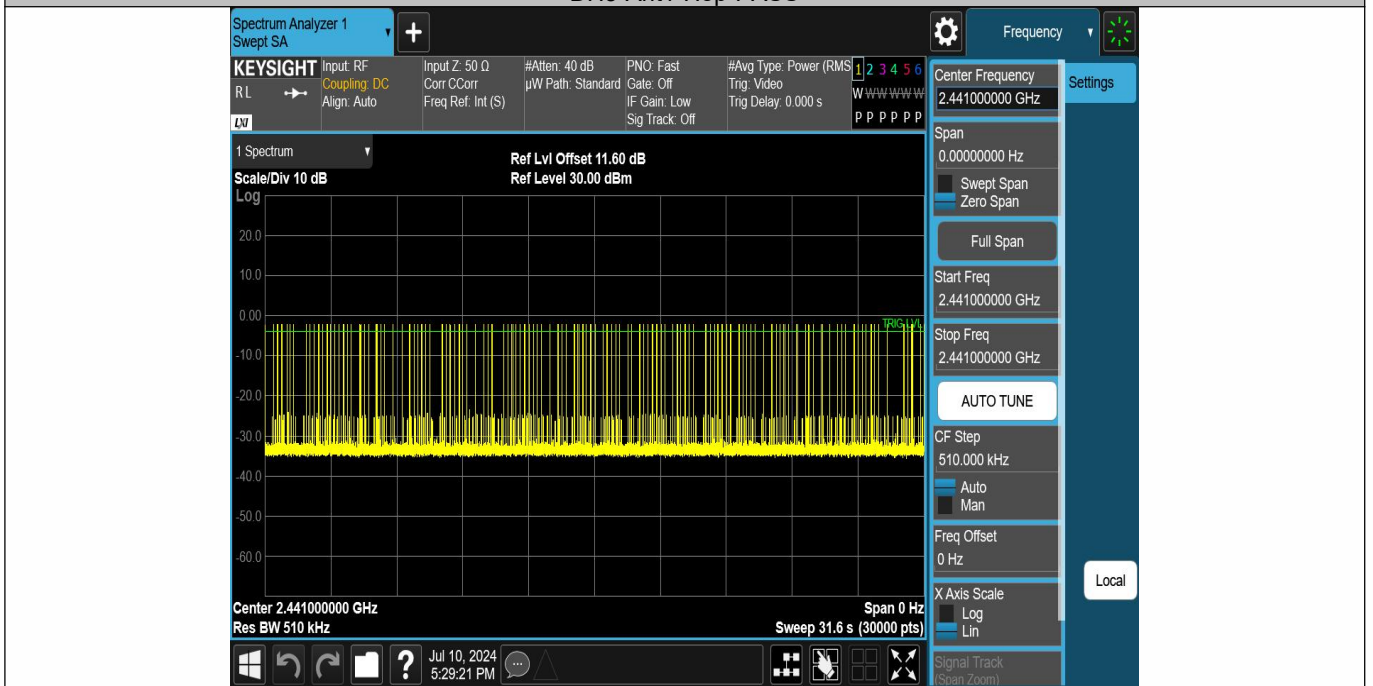 Spectrum Analyzer 1
Swept SA
Frequency
KEYSIGHT
RL
LXI
Input: RF
Coupling: DC
Align: Auto
Input Z: 50 Ω
Corr CCorr
Freq Ref: Int (S)
#Atten: 40 dB
µW Path: Standard
PNO: Fast
Gate: Off
IF Gain: Low
Sig Track: Off
#Avg Type: Power (RMS
Trig: Video
Trig Delay: 0.000 s
1 2 3 4 5 6
W W W W W W
P P P P P P
1 Spectrum
Scale/Div 10 dB
Log
Ref Lvl Offset 11.60 dB
Ref Level 30.00 dBm
20.0
10.0
0.00
-10.0
-20.0
-30.0
-40.0
-50.0
-60.0
TRIG LVL
Center 2.441000000 GHz
Res BW 510 kHz
Span 0 Hz
Sweep 31.6 s (30000 pts)
Center Frequency
2.441000000 GHz
Settings
Span
0.00000000 Hz
Swept Span
Zero Span
Full Span
Start Freq
2.441000000 GHz
Stop Freq
2.441000000 GHz
AUTO TUNE
CF Step
510.000 kHz
Auto
Man
Freq Offset
0 Hz
Local
X Axis Scale
Log
Lin
Signal Track
(Span Zoom)
?
Jul 10, 2024
5:29:21 PM